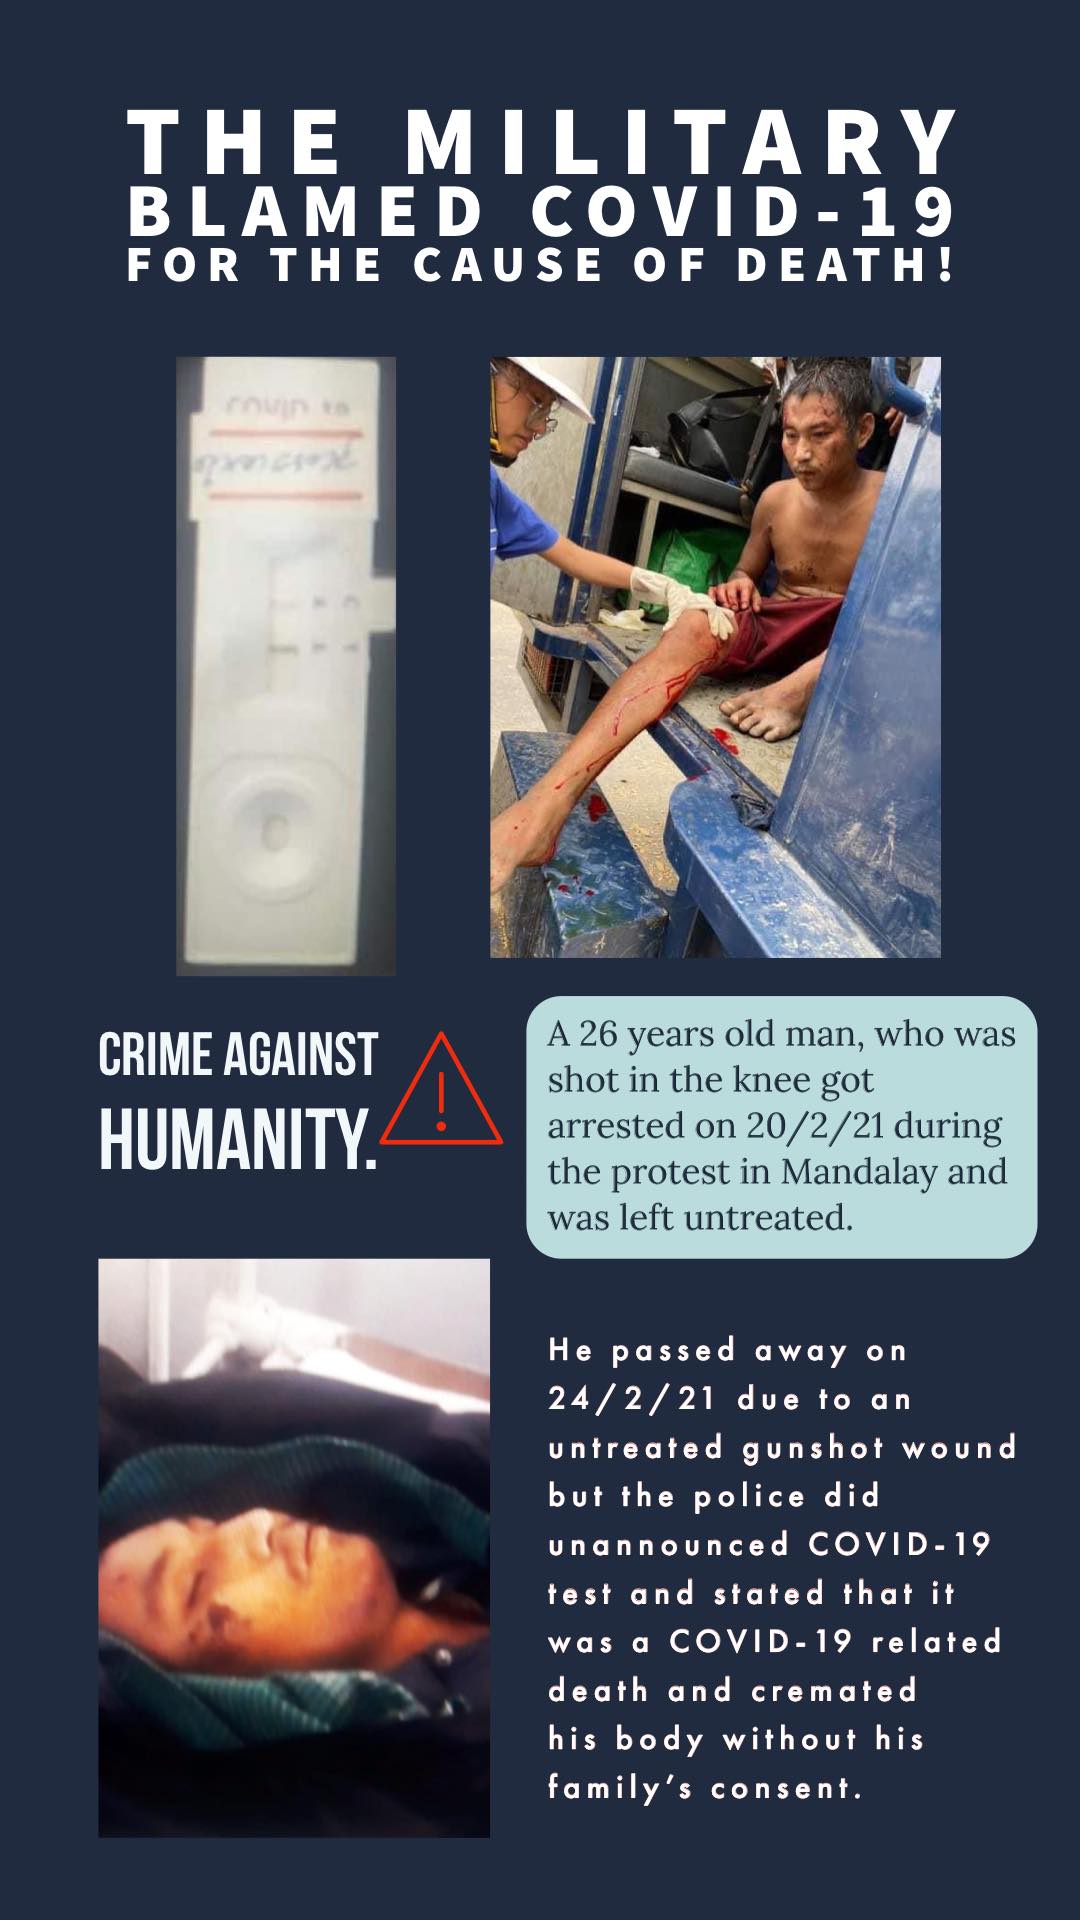 THE MILITARY
BLAMED COVID-19
FOR THE CAUSE OF DEATH!
CRIME AGAINST
HUMANITY.
A 26 years old man, who was
shot in the knee got
arrested on 20/2/21 during
the protest in Mandalay and
was left untreated.
He passed away on
24/2/21 due to an
untreated gunshot wound
but the police did
unannounced COVID-19
test and stated that it
was a COVID-19 related
death and cremated
his body without his
family’s consent.